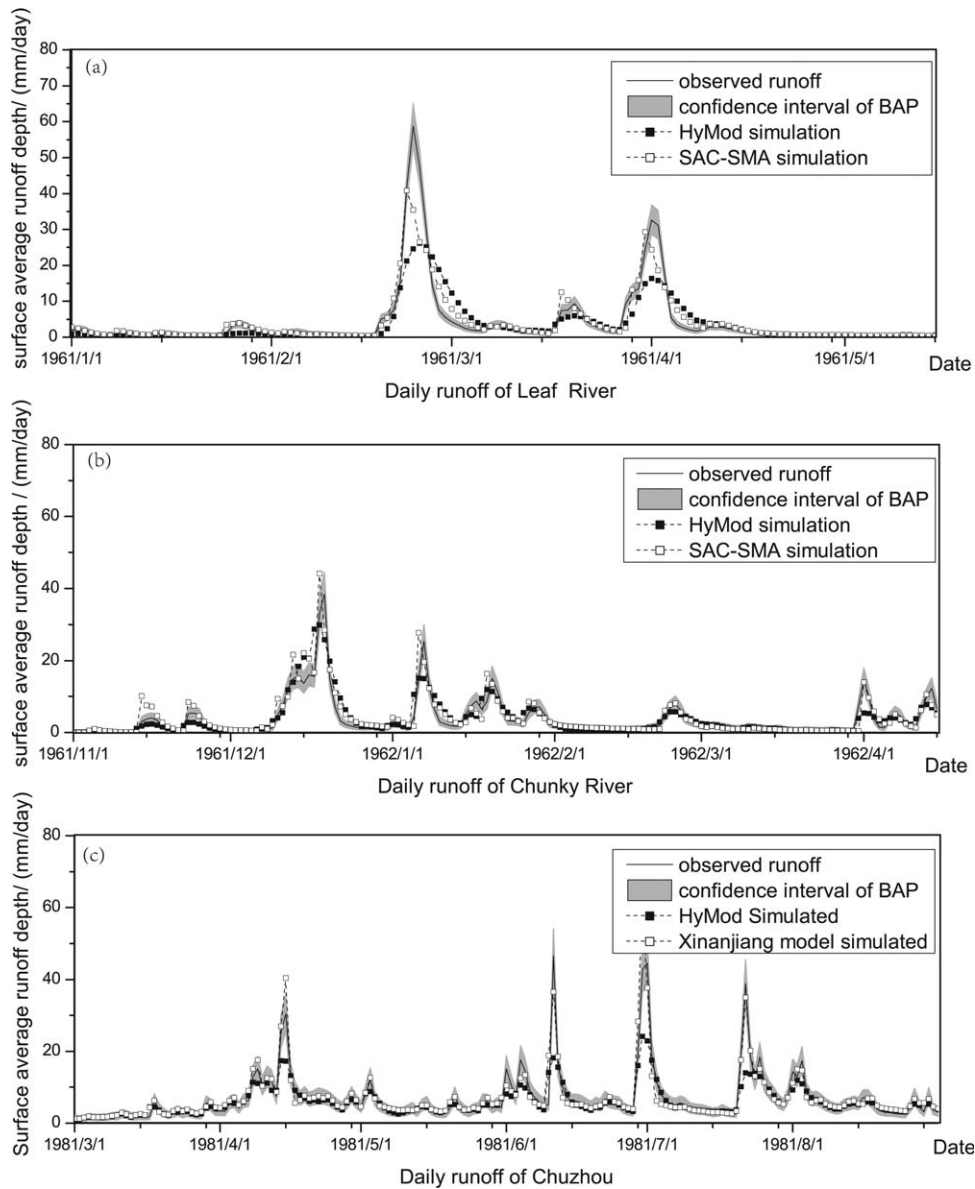 surface average runoff depth/ (mm/day)
(a)
80
70
60
50
40
30
20
10
0
observed runoff
confidence interval of BAP
HyMod simulation
SAC-SMA simulation
1961/1/1 1961/2/1 1961/3/1 1961/4/1 1961/5/1 Date
Daily runoff of Leaf River
surface average runoff depth / (mm/day)
(b)
80
60
40
20
0
observed runoff
confidence interval of BAP
HyMod simulation
SAC-SMA simulation
1961/11/1 1961/12/1 1962/1/1 1962/2/1 1962/3/1 1962/4/1 Date
Daily runoff of Chunky River
Surface average runoff depth/ (mm/day)
(c)
80
60
40
20
0
observed runoff
confidence interval of BAP
HyMod Simulated
Xinanjiang model simulated
1981/3/1 1981/4/1 1981/5/1 1981/6/1 1981/7/1 1981/8/1 Date
Daily runoff of Chuzhou